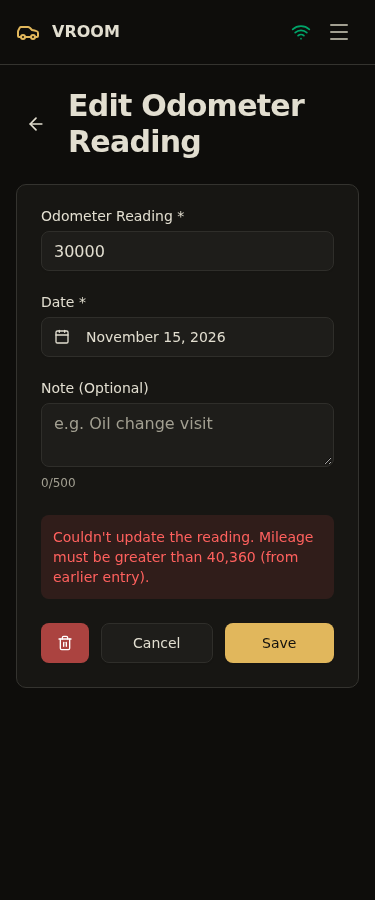 VROOM
Edit Odometer
Reading
Odometer Reading *
30000
Date *
November 15, 2026
Note (Optional)
e.g. Oil change visit
0/500
Couldn't update the reading. Mileage
must be greater than 40,360 (from
earlier entry).
Cancel
Save